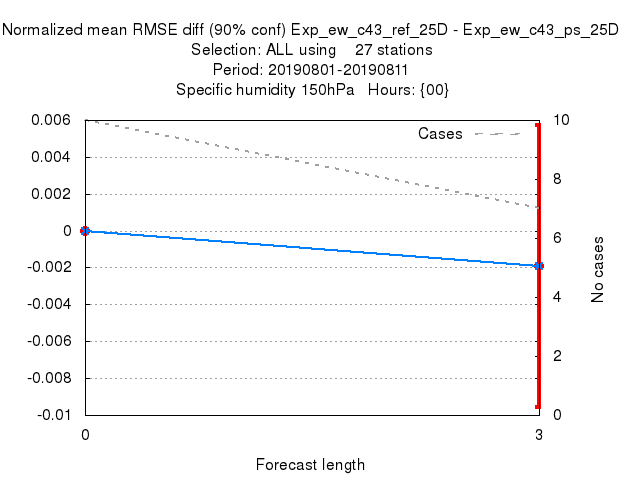 Normalized mean RMSE diff (90% conf) Exp_ew_c43_ref_25D - Exp_ew_c43_ps_25D
Selection: ALL using 27 stations
Period: 20190801-20190811
Specific humidity 150hPa Hours: {00}
Cases
0.006
0.004
0.002
0
-0.002
-0.004
-0.006
-0.008
-0.01
10
8
6
4
2
0
No cases
0 3
Forecast length